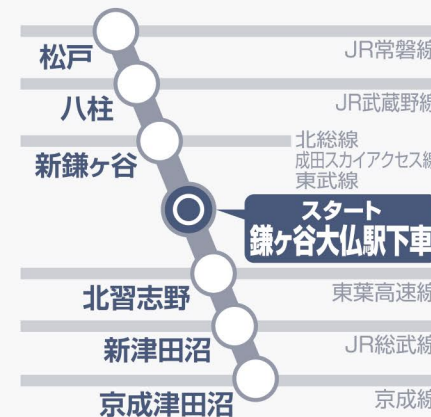 松戸
JR常磐線
八柱
JR武蔵野線
新鎌ヶ谷
北総線
成田スカイアクセス線
東武線
スタート
鎌ヶ谷大仏駅下車
北習志野
東葉高速線
新津田沼
JR総武線
京成津田沼
京成線